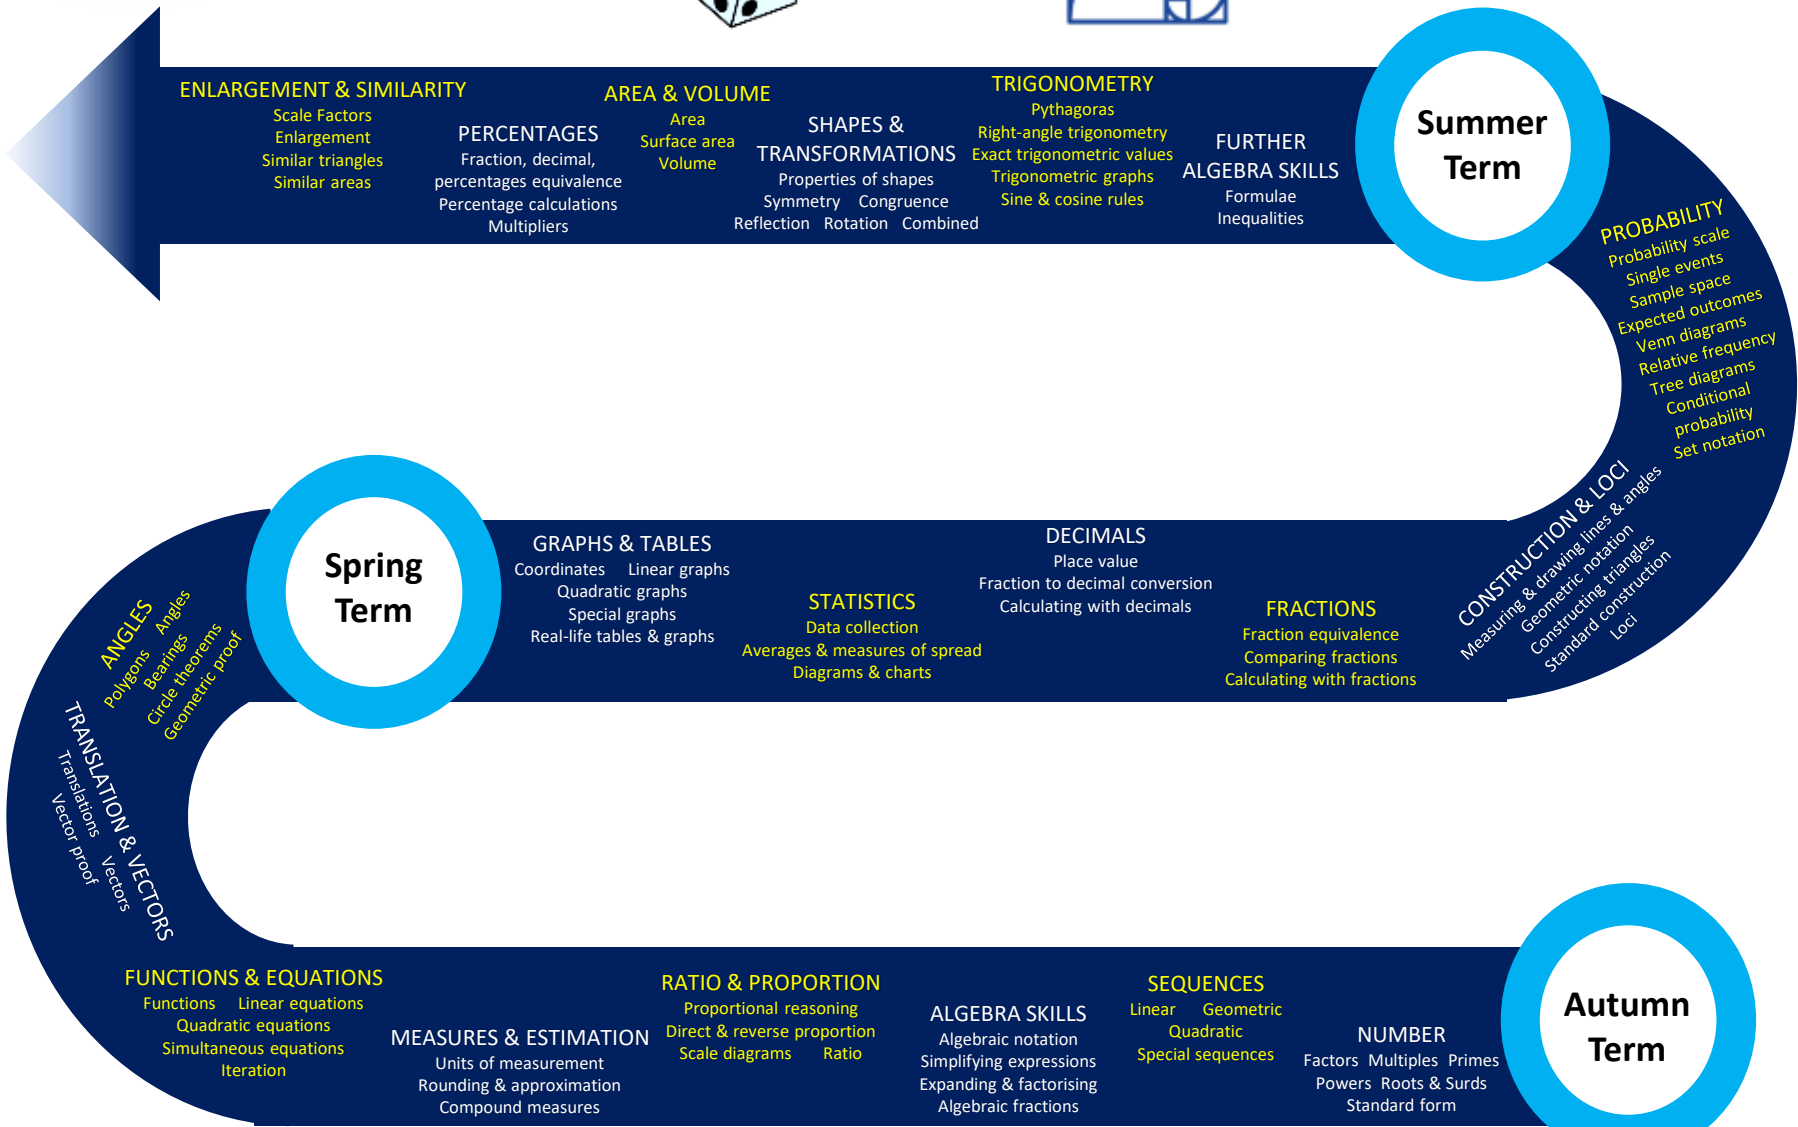 ENLARGEMENT & SIMILARITY
Scale Factors
Enlargement
Similar triangles
Similar areas
PERCENTAGES
Fraction, decimal,
percentages equivalence
Percentage calculations
Multipliers
AREA & VOLUME
Area
Surface area
Volume
SHAPES &
TRANSFORMATIONS
Properties of shapes
Symmetry Congruence
Reflection Rotation Combined
TRIGONOMETRY
Pythagoras
Right-angle trigonometry
Exact trigonometric values
Trigonometric graphs
Sine & cosine rules
FURTHER
ALGEBRA SKILLS
Formulae
Inequalities
Summer
Term
PROBABILITY
Probability scale
Single events
Sample space
Expected outcomes
Venn diagrams
Relative frequency
Tree diagrams
Conditional
probability
Set notation
CONSTRUCTION & LOCI
Measuring & drawing lines & angles
Geometric notation
Constructing triangles
Standard construction
Loci
Spring
Term
GRAPHS & TABLES
Coordinates Linear graphs
Quadratic graphs
Special graphs
Real-life tables & graphs
STATISTICS
Data collection
Averages & measures of spread
Diagrams & charts
DECIMALS
Place value
Fraction to decimal conversion
Calculating with decimals
FRACTIONS
Fraction equivalence
Comparing fractions
Calculating with fractions
ANGLES
Polygons Angles
Bearings
Circle theorems
Geometric proof
TRANSLATION & VECTORS
Translations Vectors
Vector proof
FUNCTIONS & EQUATIONS
Functions Linear equations
Quadratic equations
Simultaneous equations
Iteration
MEASURES & ESTIMATION
Units of measurement
Rounding & approximation
Compound measures
RATIO & PROPORTION
Proportional reasoning
Direct & reverse proportion
Scale diagrams Ratio
ALGEBRA SKILLS
Algebraic notation
Simplifying expressions
Expanding & factorising
Algebraic fractions
SEQUENCES
Linear Geometric
Quadratic
Special sequences
NUMBER
Factors Multiples Primes
Powers Roots & Surds
Standard form
Autumn
Term